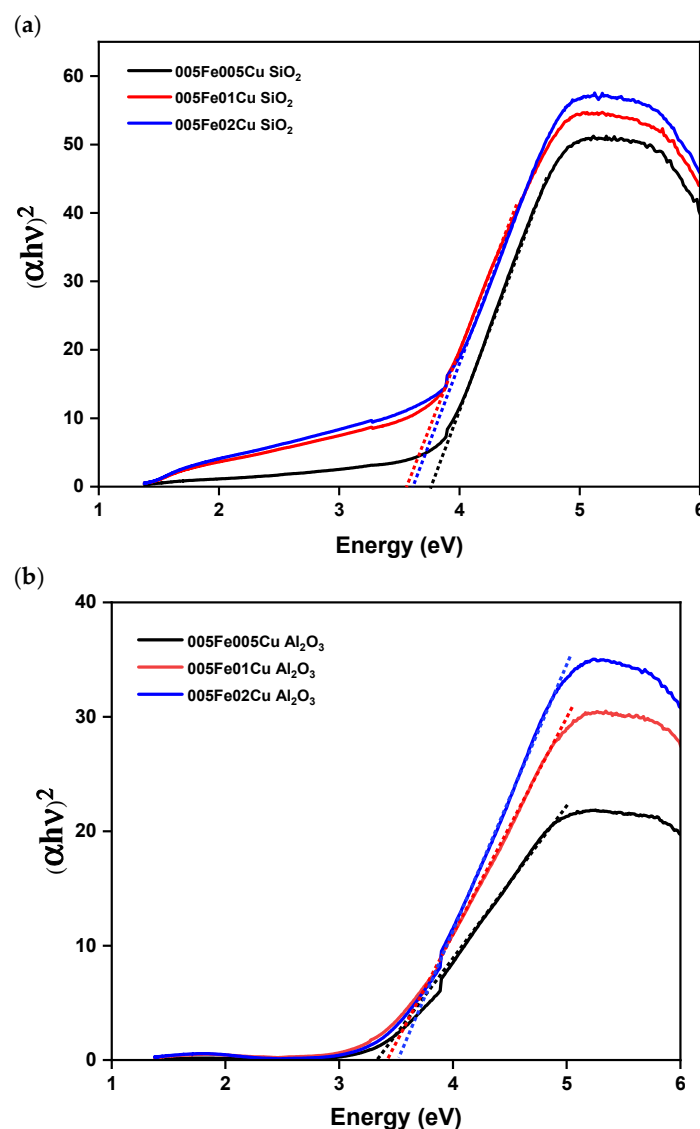 (a)
005Fe005Cu SiO₂
005Fe01Cu SiO₂
005Fe02Cu SiO₂
(αhν)²
60
50
40
30
20
10
0
1 2 3 4 5 6
Energy (eV)
(b)
005Fe005Cu Al₂O₃
005Fe01Cu Al₂O₃
005Fe02Cu Al₂O₃
(αhν)²
40
30
20
10
0
1 2 3 4 5 6
Energy (eV)